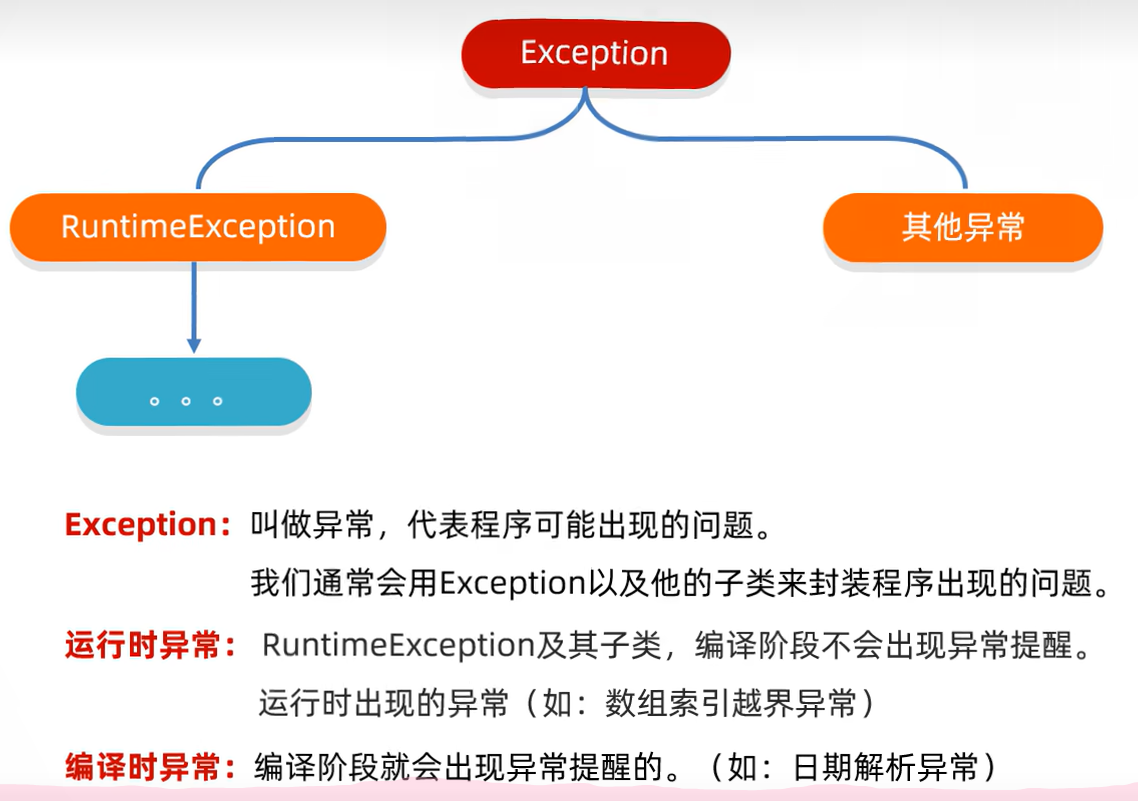 Exception
RuntimeException
其他异常
。。。
Exception：叫做异常，代表程序可能出现的问题。
我们通常会用Exception以及他的子类来封装程序出现的问题。
运行时异常：RuntimeException及其子类，编译阶段不会出现异常提醒。
运行时出现的异常（如：数组索引越界异常）
编译时异常：编译阶段就会出现异常提醒的。（如：日期解析异常）